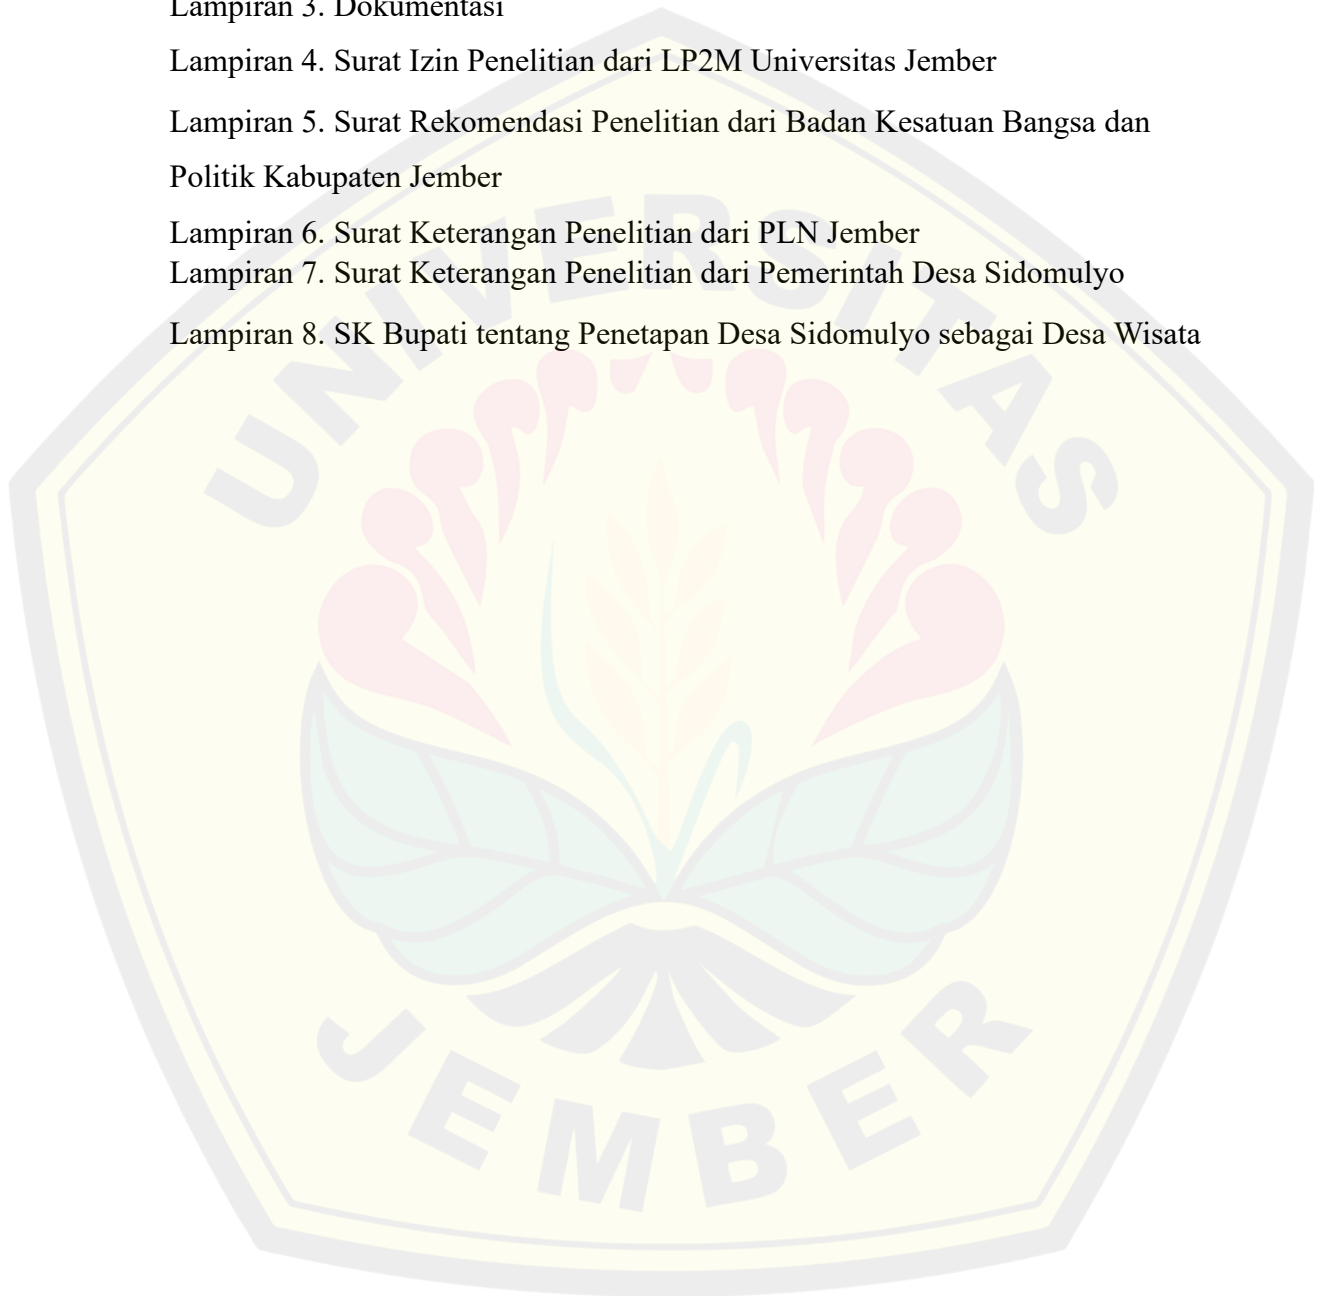 Lampiran 3. Dokumentasi
Lampiran 4. Surat Izin Penelitian dari LP2M Universitas Jember
Lampiran 5. Surat Rekomendasi Penelitian dari Badan Kesatuan Bangsa dan
Politik Kabupaten Jember
Lampiran 6. Surat Keterangan Penelitian dari PLN Jember
Lampiran 7. Surat Keterangan Penelitian dari Pemerintah Desa Sidomulyo
Lampiran 8. SK Bupati tentang Penetapan Desa Sidomulyo sebagai Desa Wisata
UNIVERSITAS
JEMBER